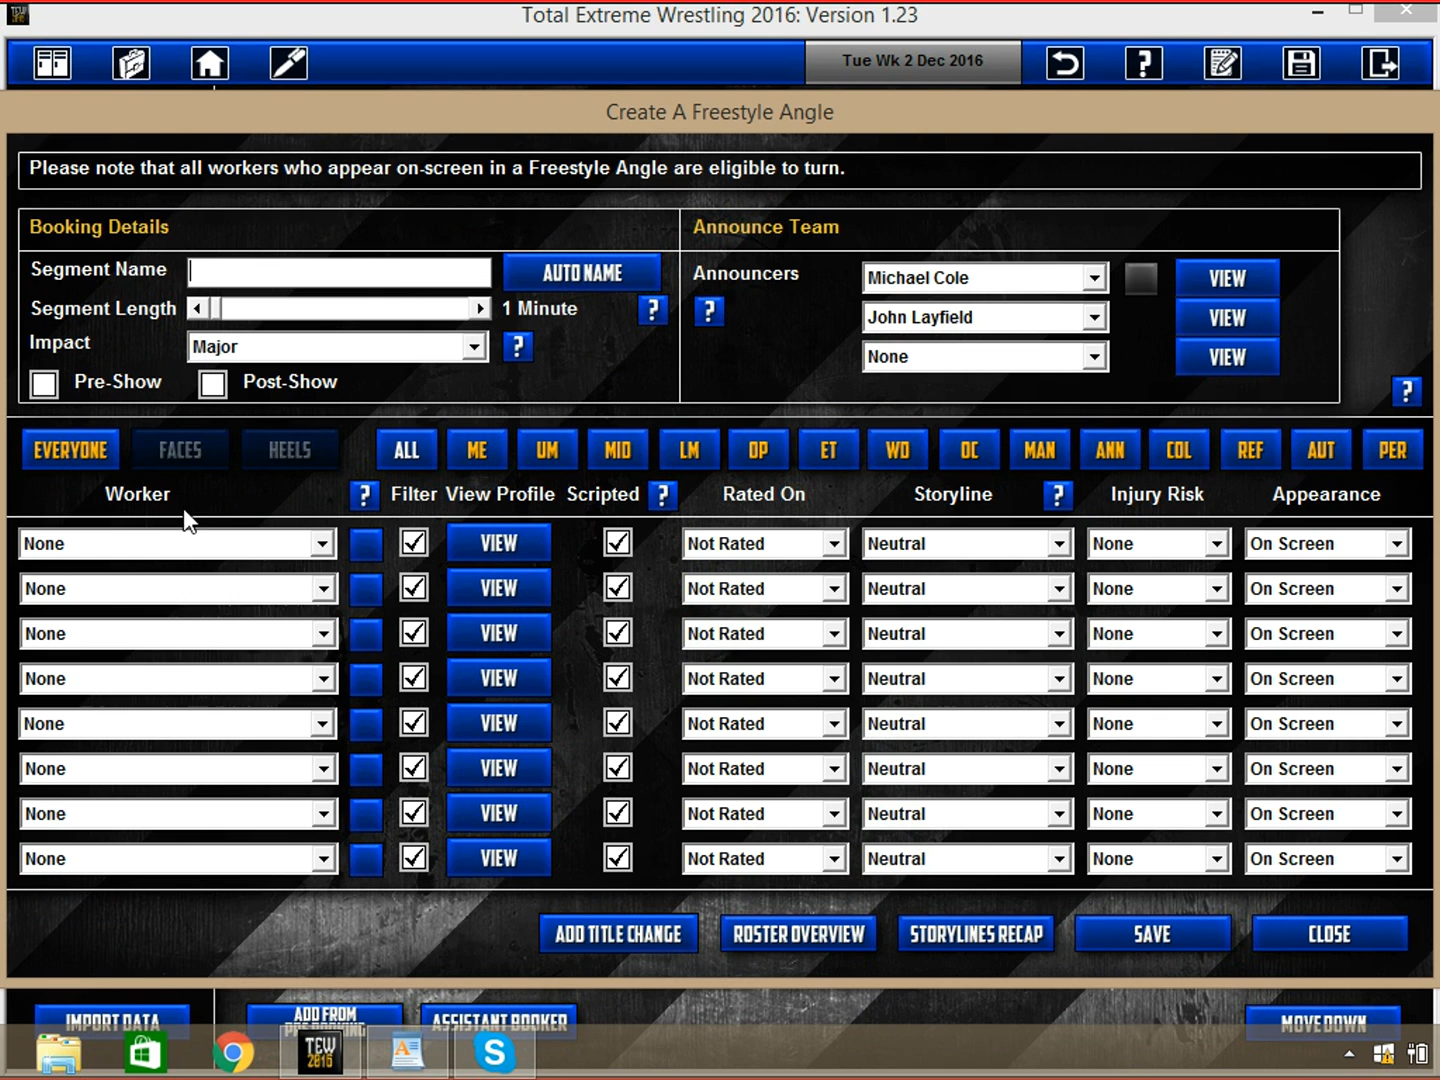 Total Extreme Wrestling 2016: Version 1.23
Tue Wk 2 Dec 2016
Create A Freestyle Angle
Please note that all workers who appear on-screen in a Freestyle Angle are eligible to turn.
Booking Details
Segment Name
AUTO NAME
Segment Length
1 Minute
?
Impact
Major
?
Pre-Show
Post-Show
Announce Team
Announcers
?
Michael Cole
VIEW
John Layfield
VIEW
None
VIEW
?
EVERYONE FACES HEELS ALL ME UM MID LM OP ET WO OC MAN ANN COL REF AUT PER
Worker ? Filter View Profile Scripted ? Rated On Storyline ? Injury Risk Appearance
None VIEW Not Rated Neutral None On Screen
None VIEW Not Rated Neutral None On Screen
None VIEW Not Rated Neutral None On Screen
None VIEW Not Rated Neutral None On Screen
None VIEW Not Rated Neutral None On Screen
None VIEW Not Rated Neutral None On Screen
None VIEW Not Rated Neutral None On Screen
None VIEW Not Rated Neutral None On Screen
ADD TITLE CHANGE ROSTER OVERVIEW STORYLINES RECAP SAVE CLOSE
IMPORT DATA
ADD FROM
ASSISTANT BOOKER
MOVE DOWN
TEW